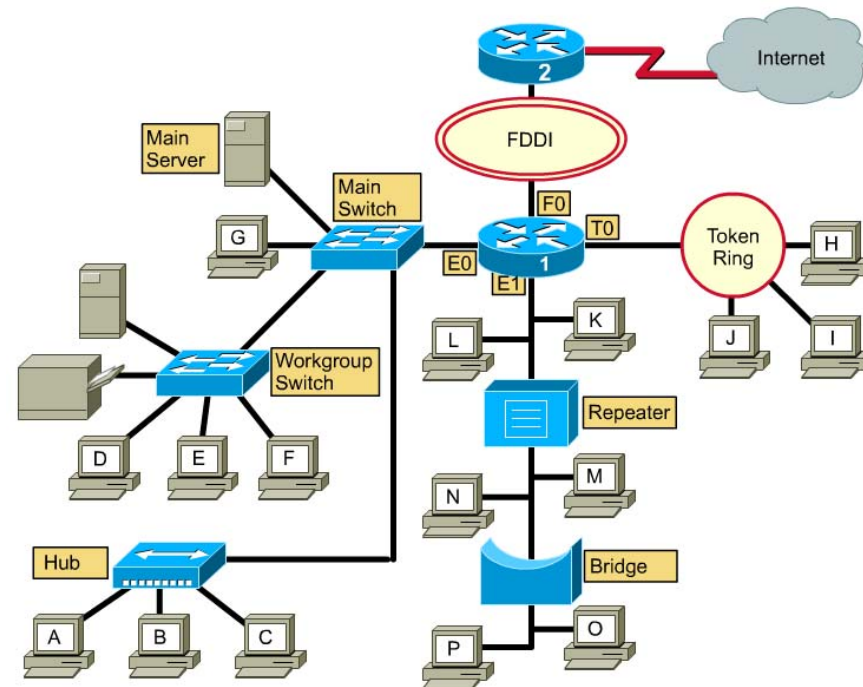 2
Internet
FDDI
Main
Server
Main
Switch
F0
T0
G
E0
1
E1
Token
Ring
H
L
K
J
I
Workgroup
Switch
Repeater
D
E
F
N
M
Hub
Bridge
A
B
C
P
O